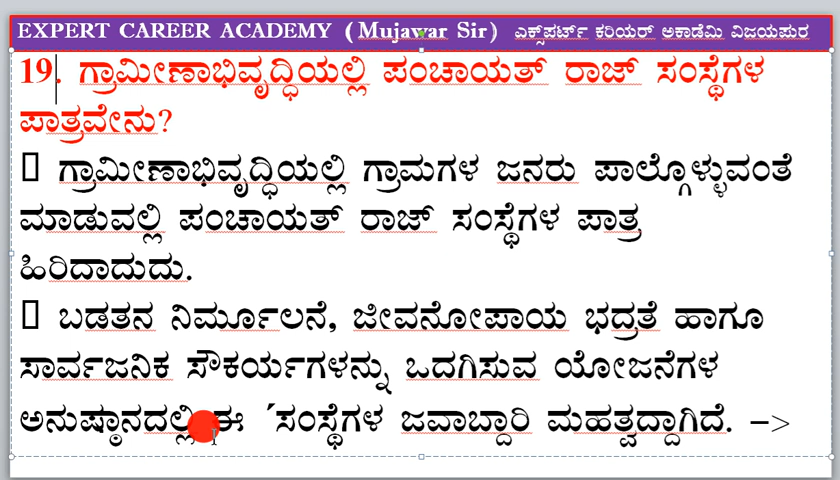 EXPERT CAREER ACADEMY (Mujawar Sir) ಎಕ್ಸ್‌ಪರ್ಟ್ ಕರಿಯರ್ ಅಕಾಡೆಮಿ ವಿಜಯಪುರ
19. ಗ್ರಾಮೀಣಾಭಿವೃದ್ಧಿಯಲ್ಲಿ ಪಂಚಾಯತ್ ರಾಜ್ ಸಂಸ್ಥೆಗಳ
ಪಾತ್ರವೇನು?
ಗ್ರಾಮೀಣಾಭಿವೃದ್ಧಿಯಲ್ಲಿ ಗ್ರಾಮಗಳ ಜನರು ಪಾಲ್ಗೊಳ್ಳುವಂತೆ
ಮಾಡುವಲ್ಲಿ ಪಂಚಾಯತ್ ರಾಜ್ ಸಂಸ್ಥೆಗಳ ಪಾತ್ರ
ಹಿರಿದಾದುದು.
ಬಡತನ ನಿರ್ಮೂಲನೆ, ಜೀವನೋಪಾಯ ಭದ್ರತೆ ಹಾಗೂ
ಸಾರ್ವಜನಿಕ ಸೌಕರ್ಯಗಳನ್ನು ಒದಗಿಸುವ ಯೋಜನೆಗಳ
ಅನುಷ್ಠಾನದಲ್ಲಿ ಈ ´ಸಂಸ್ಥೆಗಳ ಜವಾಬ್ದಾರಿ ಮಹತ್ವದ್ದಾಗಿದೆ. –>